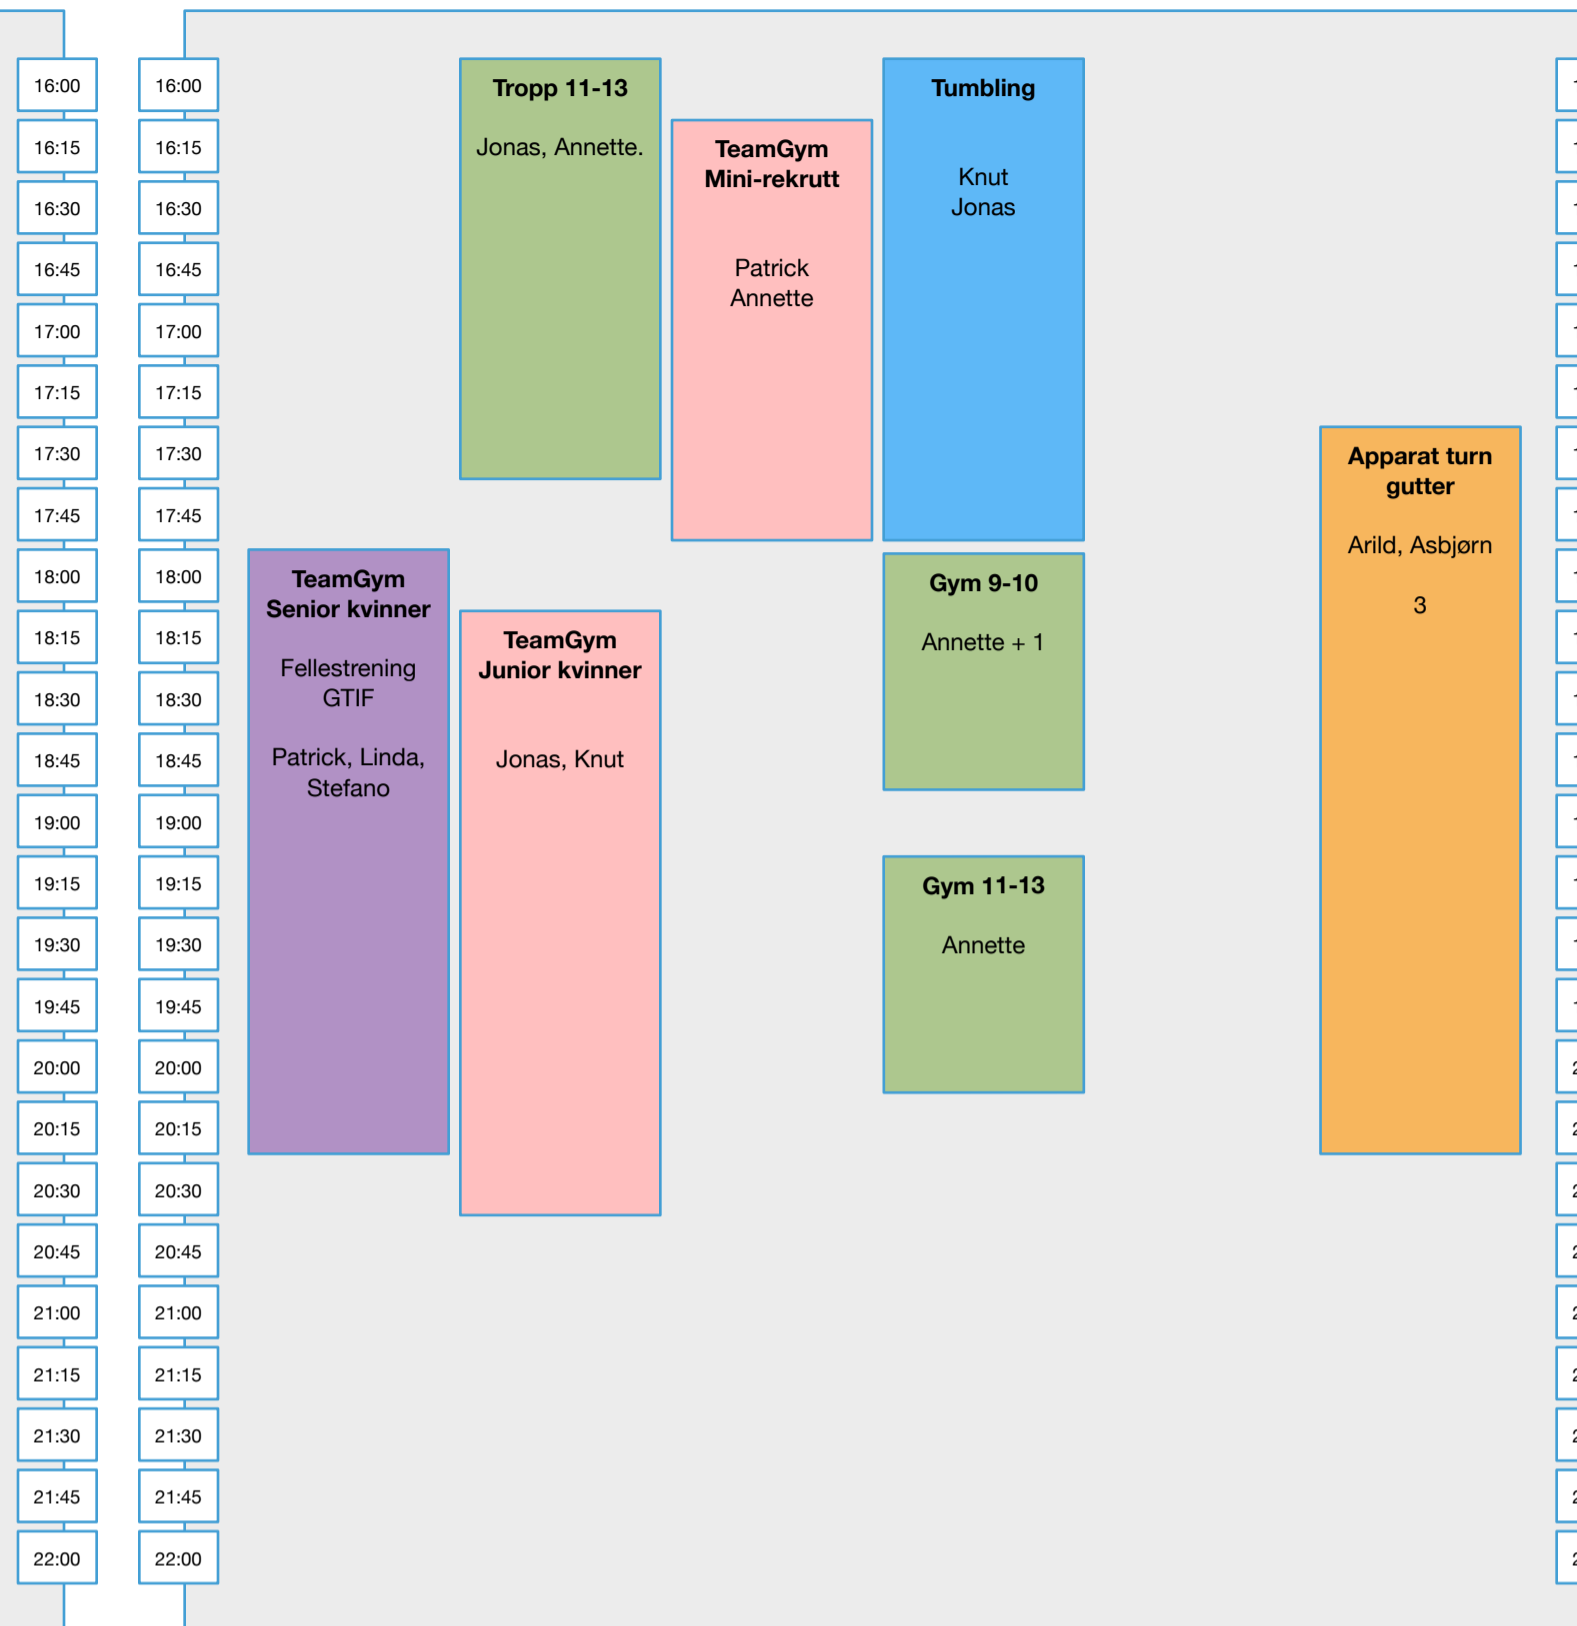 16:00
16:15
16:30
16:45
17:00
17:15
17:30
17:45
18:00
18:15
18:30
18:45
19:00
19:15
19:30
19:45
20:00
20:15
20:30
20:45
21:00
21:15
21:30
21:45
22:00
16:00
16:15
16:30
16:45
17:00
17:15
17:30
17:45
18:00
18:15
18:30
18:45
19:00
19:15
19:30
19:45
20:00
20:15
20:30
20:45
21:00
21:15
21:30
21:45
22:00
TeamGym
Senior kvinner
Fellestrening
GTIF
Patrick, Linda,
Stefano
Tropp 11-13
Jonas, Annette.
TeamGym
Junior kvinner
Jonas, Knut
TeamGym
Mini-rekrutt
Patrick
Annette
Tumbling
Knut
Jonas
Gym 9-10
Annette + 1
Gym 11-13
Annette
Apparat turn
gutter
Arild, Asbjørn
3